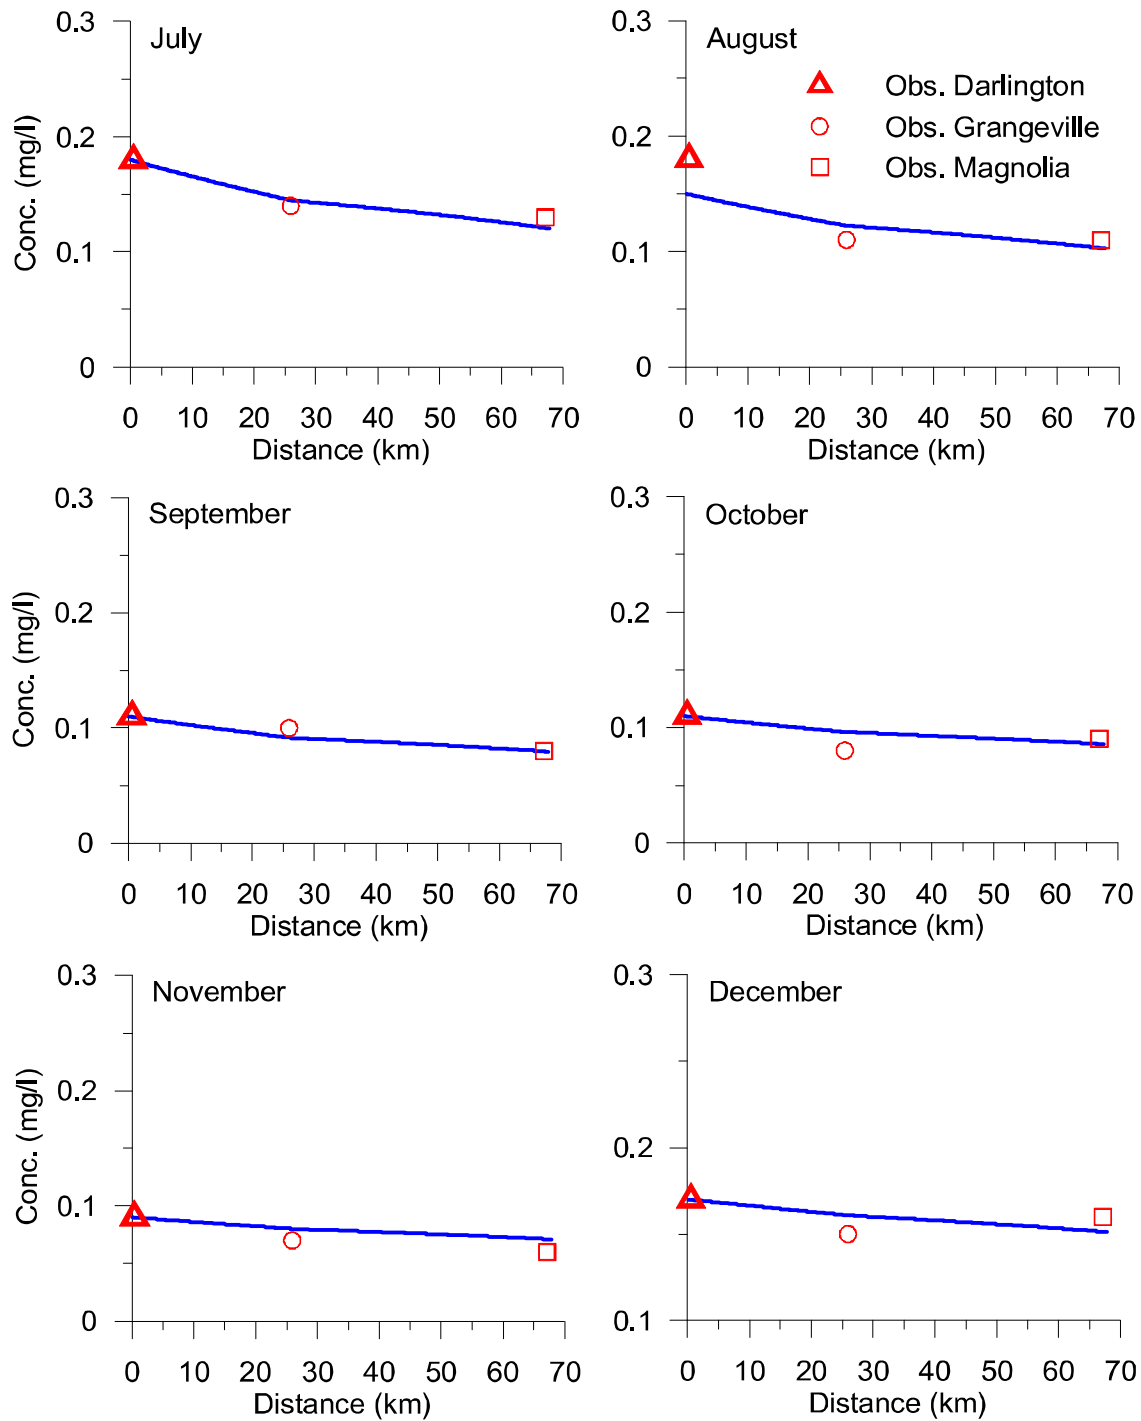 July
0.3
0.2
0.1
0
Conc. (mg/l)
0 10 20 30 40 50 60 70
Distance (km)
August
Obs. Darlington
Obs. Grangeville
Obs. Magnolia
0.3
0.2
0.1
0
0 10 20 30 40 50 60 70
Distance (km)
September
0.3
0.2
0.1
0
Conc. (mg/l)
0 10 20 30 40 50 60 70
Distance (km)
October
0.3
0.2
0.1
0
0 10 20 30 40 50 60 70
Distance (km)
November
0.3
0.2
0.1
0
Conc. (mg/l)
0 10 20 30 40 50 60 70
Distance (km)
December
0.3
0.2
0.1
0 10 20 30 40 50 60 70
Distance (km)